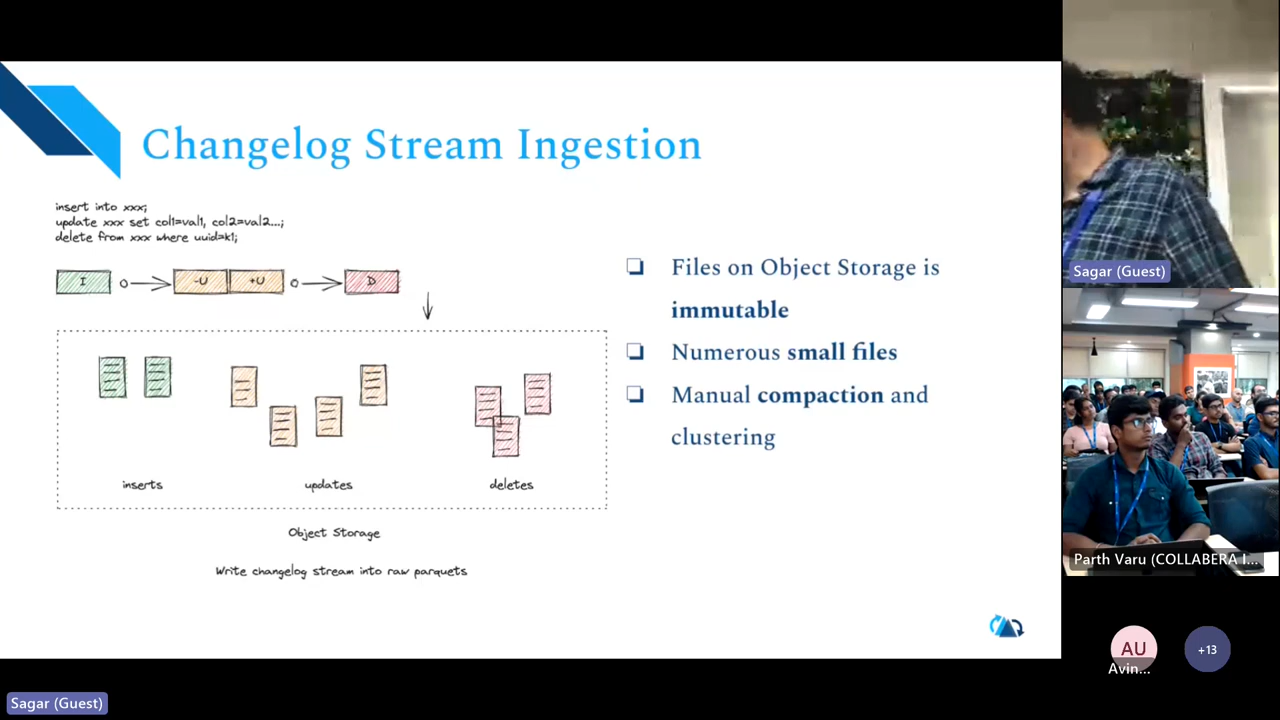 Changelog Stream Ingestion
insert into xxx;
update xxx set col1=val1, col2=val2...;
delete from xxx where uuid=k1;
I
-U
+U
D
inserts
updates
deletes
Object Storage
Write changelog stream into raw parquets
❏ Files on Object Storage is
immutable
❏ Numerous small files
❏ Manual compaction and
clustering
Sagar (Guest)
Parth Varu (COLLABERA I...
AU
Avin...
+13
Sagar (Guest)